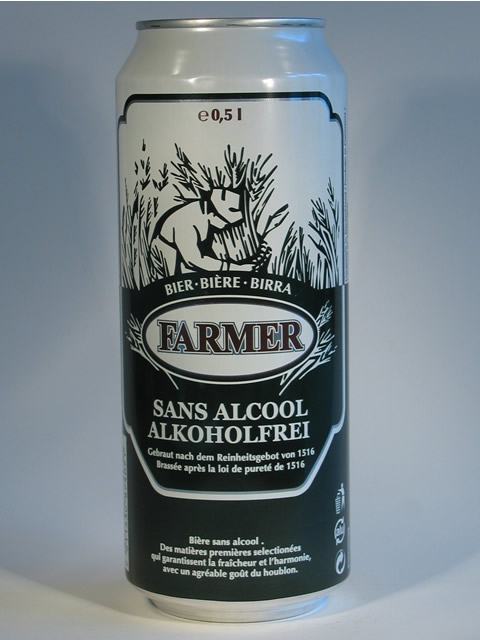 ℮ 0,5 l
BIER · BIÈRE · BIRRA
FARMER
SANS ALCOOL
ALKOHOLFREI
Gebraut nach dem Reinheitsgebot von 1516
Brassée après la loi de pureté de 1516
Bière sans alcool .
Des matières premières selectionées
qui garantissent la fraîcheur et l'harmonie,
avec un agréable goût du houblon.
alu